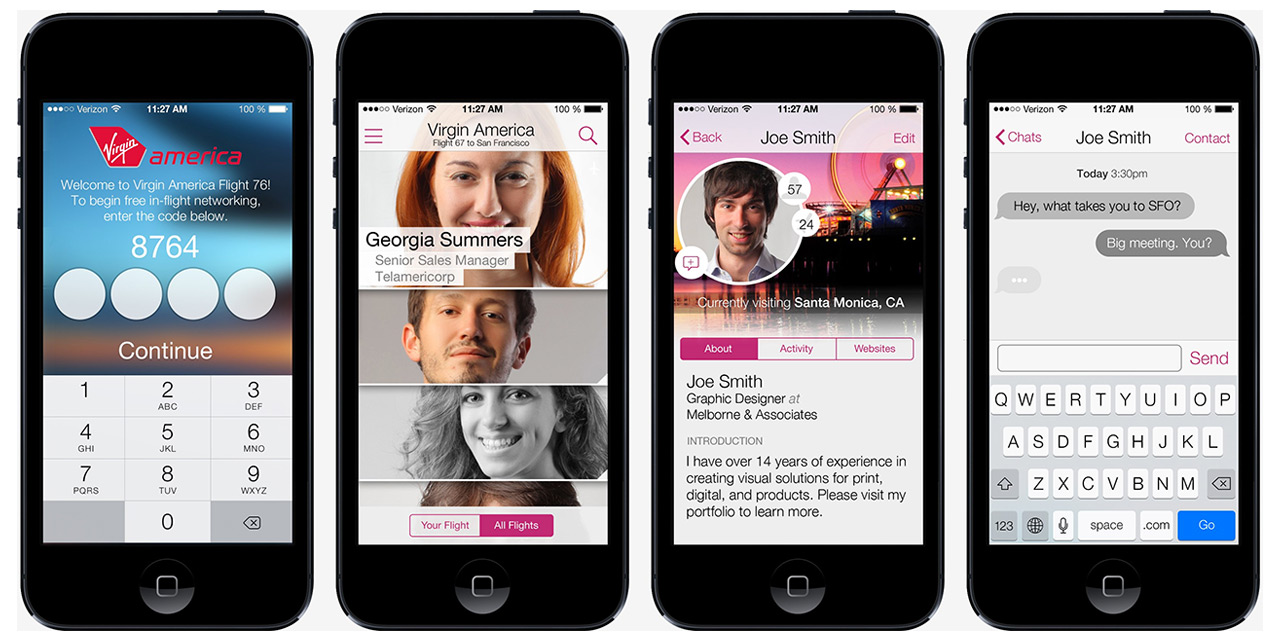 Verizon 11:27 AM 100 %
Virgin america
Welcome to Virgin America Flight 76!
To begin free in-flight networking,
enter the code below.
8764
Continue
1 2 3
ABC DEF
4 5 6
GHI JKL MNO
7 8 9
PQRS TUV WXYZ
0
Verizon 11:27 AM 100 %
Virgin America
Flight 67 to San Francisco
Georgia Summers
Senior Sales Manager
Telamericorp
Your Flight All Flights
Verizon 11:27 AM 100 %
Back Joe Smith Edit
57
24
Currently visiting Santa Monica, CA
About Activity Websites
Joe Smith
Graphic Designer at
Melborne & Associates
INTRODUCTION
I have over 14 years of experience in
creating visual solutions for print,
digital, and products. Please visit my
portfolio to learn more.
Verizon 11:27 AM 100 %
Chats Joe Smith Contact
Today 3:30pm
Hey, what takes you to SFO?
Big meeting. You?
Send
Q W E R T Y U I O P
A S D F G H J K L
Z X C V B N M
123 space .com Go